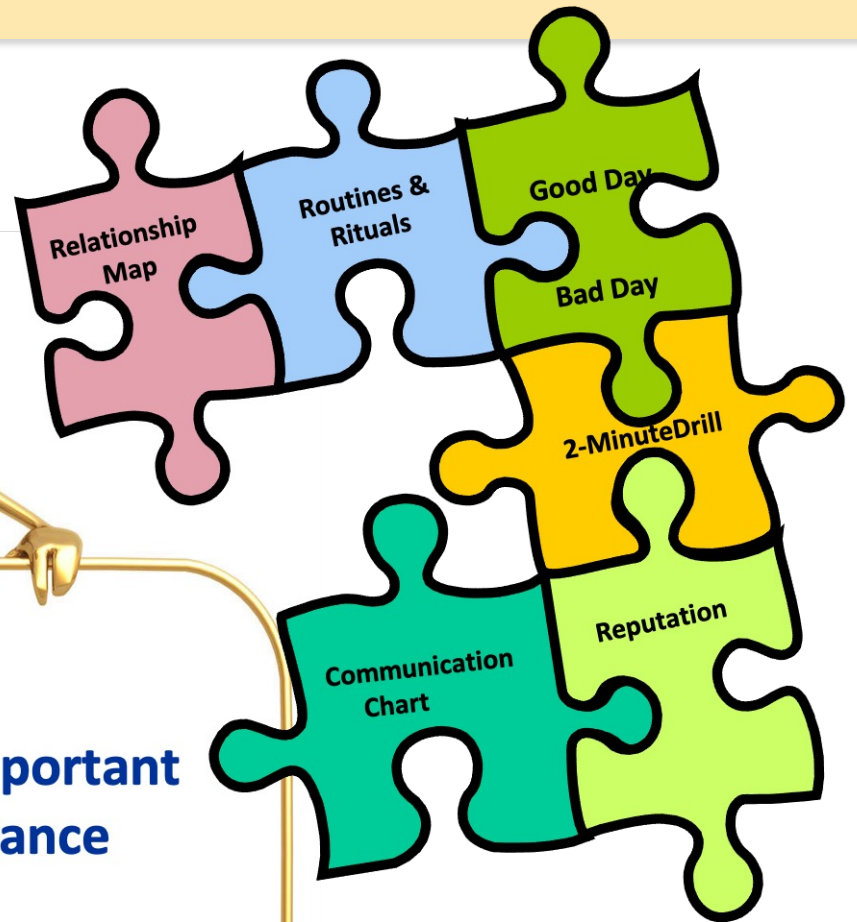 Relationship
Map
Routines &
Rituals
Good Day
Bad Day
2-MinuteDrill
Reputation
Communication
Chart
portant
ance